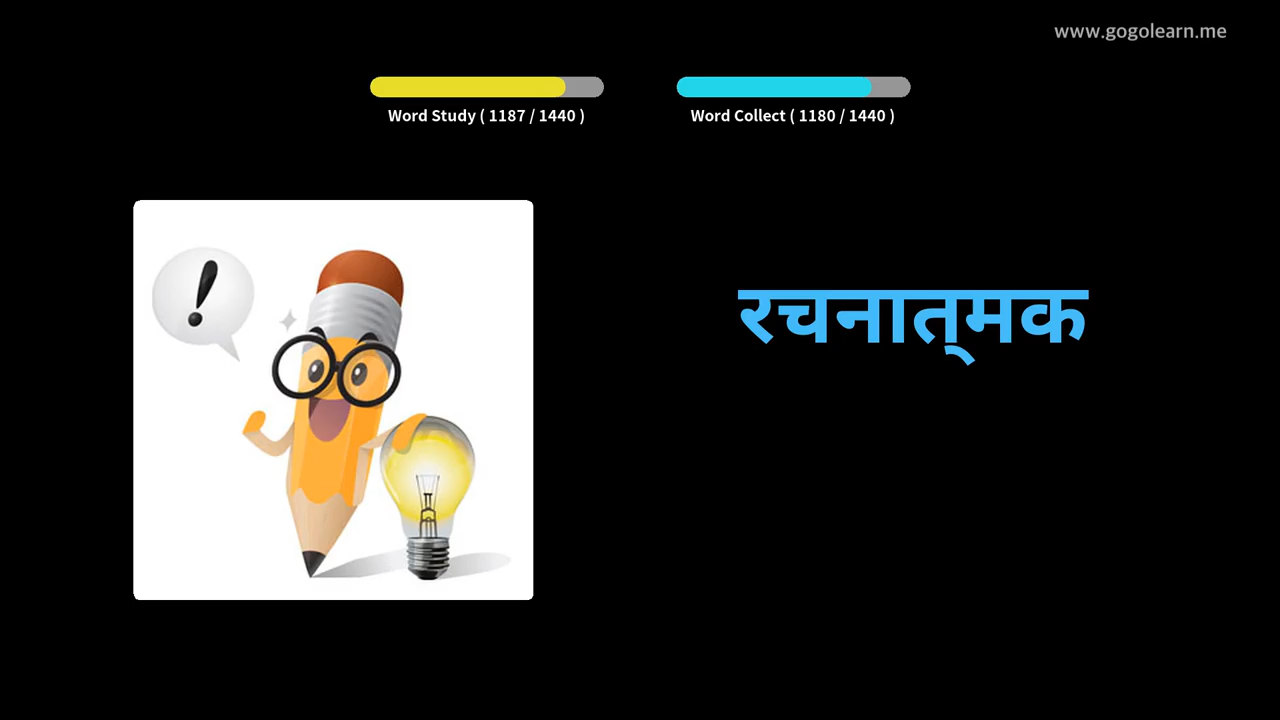 www.gogolearn.me
Word Study ( 1187 / 1440 )
Word Collect ( 1180 / 1440 )
!
रचनात्‌मक